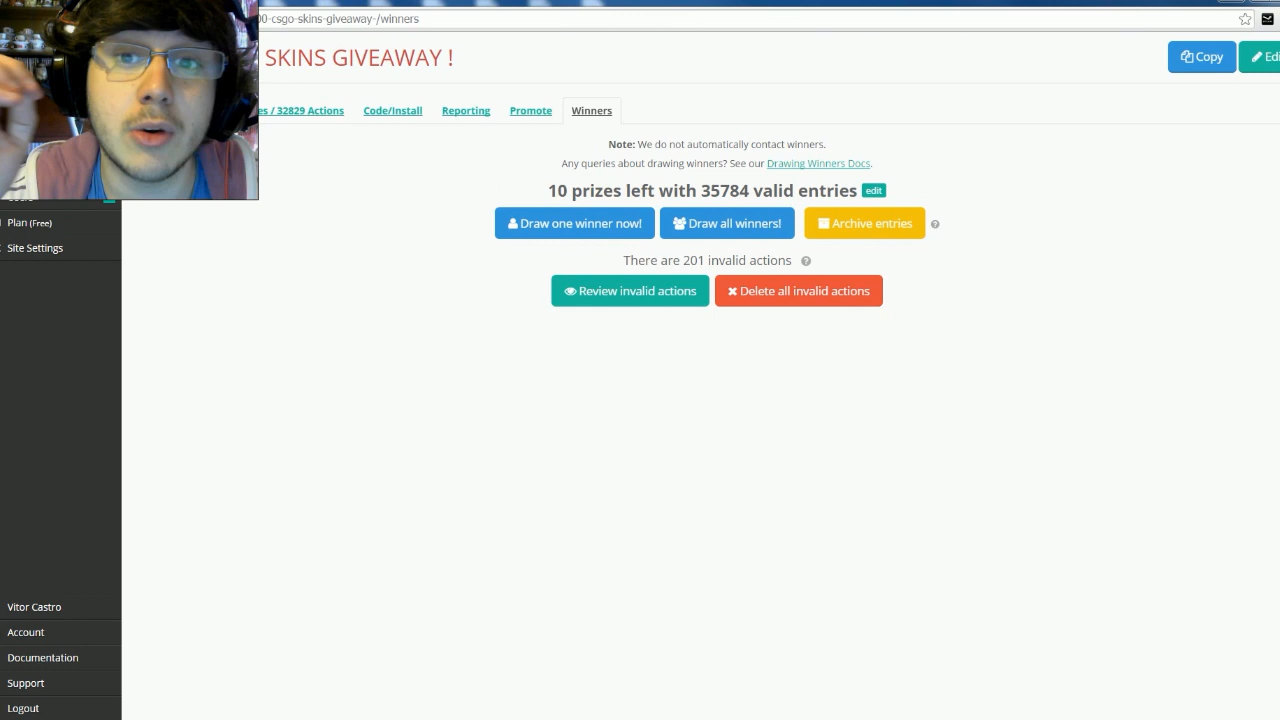 00-csgo-skins-giveaway-/winners
SKINS GIVEAWAY !
Copy
Edi
es / 32829 Actions
Code/Install
Reporting
Promote
Winners
Note: We do not automatically contact winners.
Any queries about drawing winners? See our Drawing Winners Docs.
10 prizes left with 35784 valid entries edit
Draw one winner now!
Draw all winners!
Archive entries
There are 201 invalid actions
Review invalid actions
Delete all invalid actions
Plan (Free)
Site Settings
Vitor Castro
Account
Documentation
Support
Logout